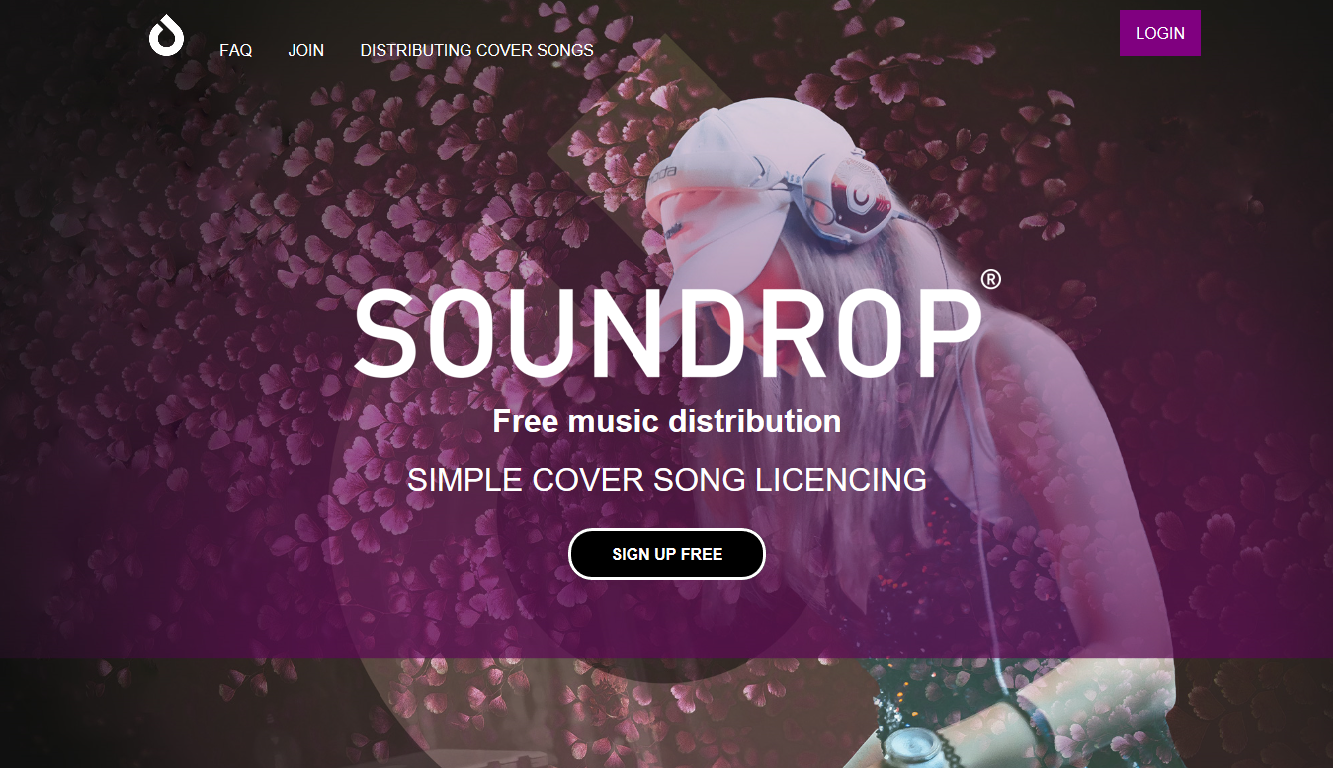 FAQ JOIN DISTRIBUTING COVER SONGS LOGIN
SOUNDROP®
Free music distribution
SIMPLE COVER SONG LICENCING
SIGN UP FREE